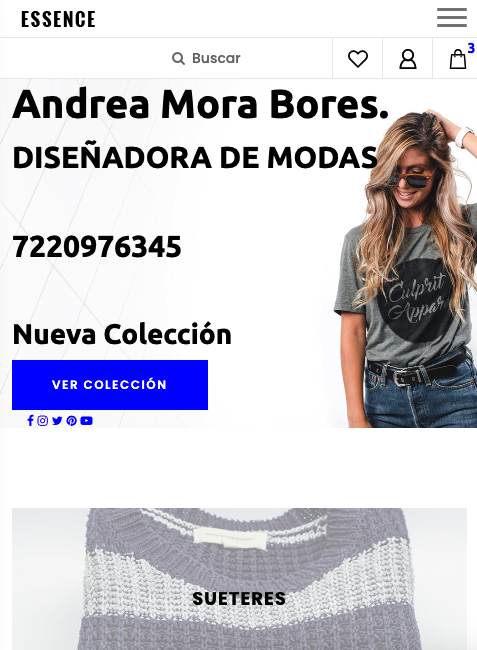 ESSENCE
Buscar
3
Andrea Mora Bores.
DISEÑADORA DE MODAS
7220976345
Nueva Colección
VER COLECCIÓN
Culprit
Appar
SUETERES